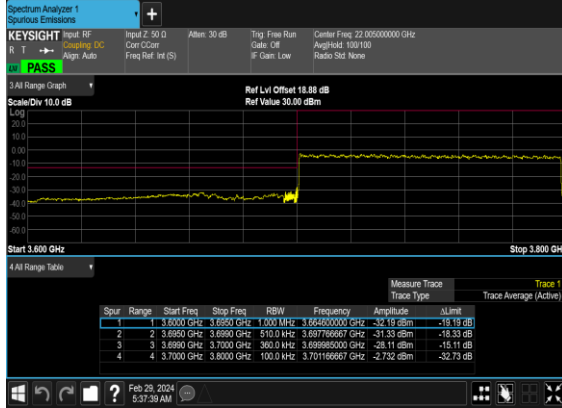 Spectrum Analyzer 1
Spurious Emissions
+
KEYSIGHT Input: RF
R T Coupling: DC
Align: Auto
Input Z: 50 Ω
Corr CCorr
Freq Ref: Int (S)
Atten: 30 dB
Trig: Free Run
Gate: Off
IF Gain: Low
Center Freq: 22.005000000 GHz
Avg|Hold: 100/100
Radio Std: None
LXI PASS
3 All Range Graph
Ref Lvl Offset 18.88 dB
Scale/Div 10.0 dB
Ref Value 30.00 dBm
Log
20.0
10.0
0.00
-10.0
-20.0
-30.0
-40.0
-50.0
-60.0
Start 3.600 GHz
Stop 3.800 GH
4 All Range Table
Measure Trace Trace 1
Trace Type Trace Average (Active)
Spur Range Start Freq Stop Freq RBW Frequency Amplitude ΔLimit
1 1 3.6000 GHz 3.6950 GHz 1.000 MHz 3.664600000 GHz -32.19 dBm -19.19 dB
2 2 3.6950 GHz 3.6990 GHz 510.0 kHz 3.697766667 GHz -31.33 dBm -18.33 dB
3 3 3.6990 GHz 3.7000 GHz 360.0 kHz 3.699985000 GHz -28.11 dBm -15.11 dB
4 4 3.7000 GHz 3.8000 GHz 100.0 kHz 3.701166667 GHz -2.732 dBm -32.73 dB
?
Feb 29, 2024
5:37:39 AM